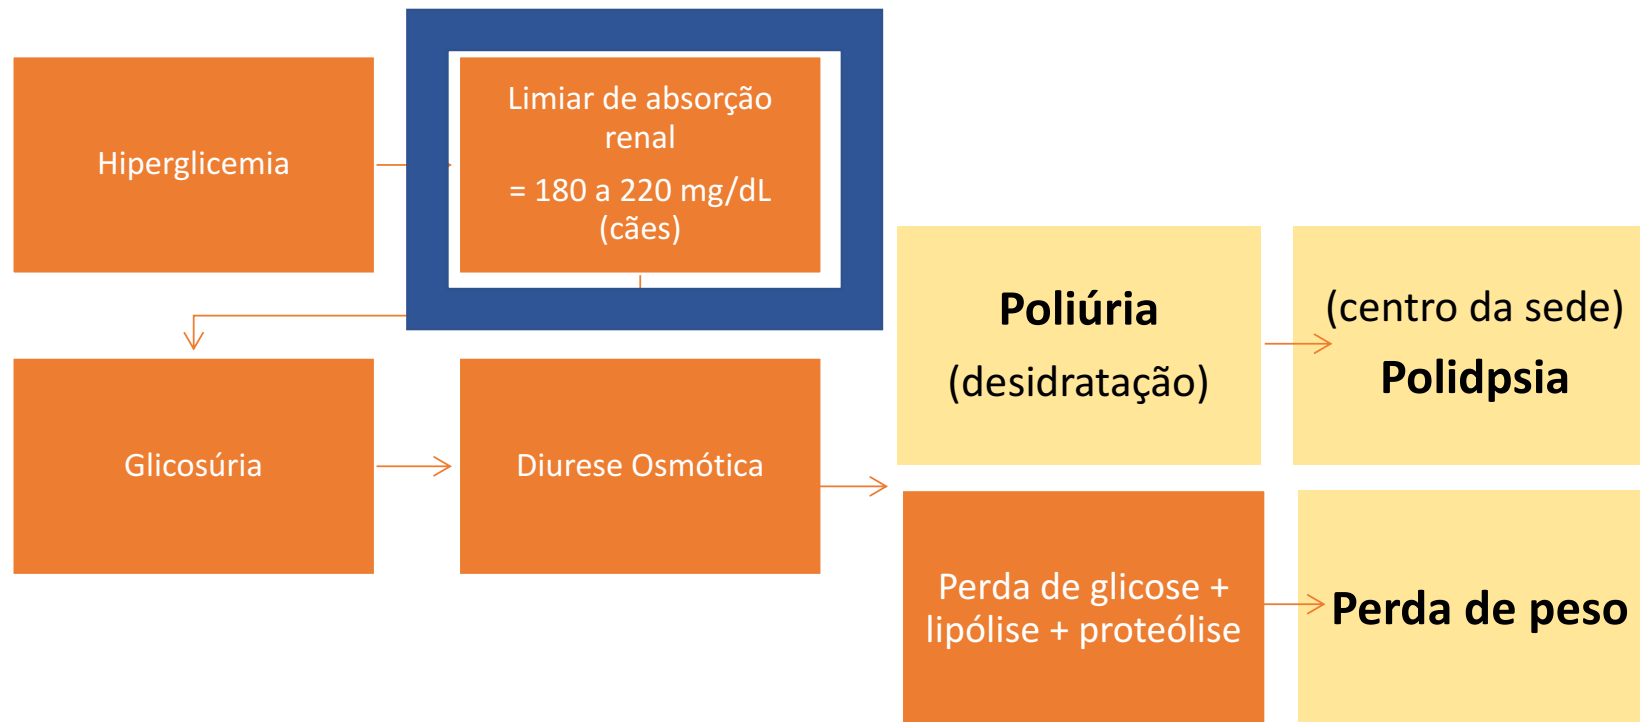 Hiperglicemia
Limiar de absorção
renal
= 180 a 220 mg/dL
(cães)
Glicosúria
Diurese Osmótica
Poliúria
(desidratação)
(centro da sede)
Polidpsia
Perda de glicose +
lipólise + proteólise
Perda de peso